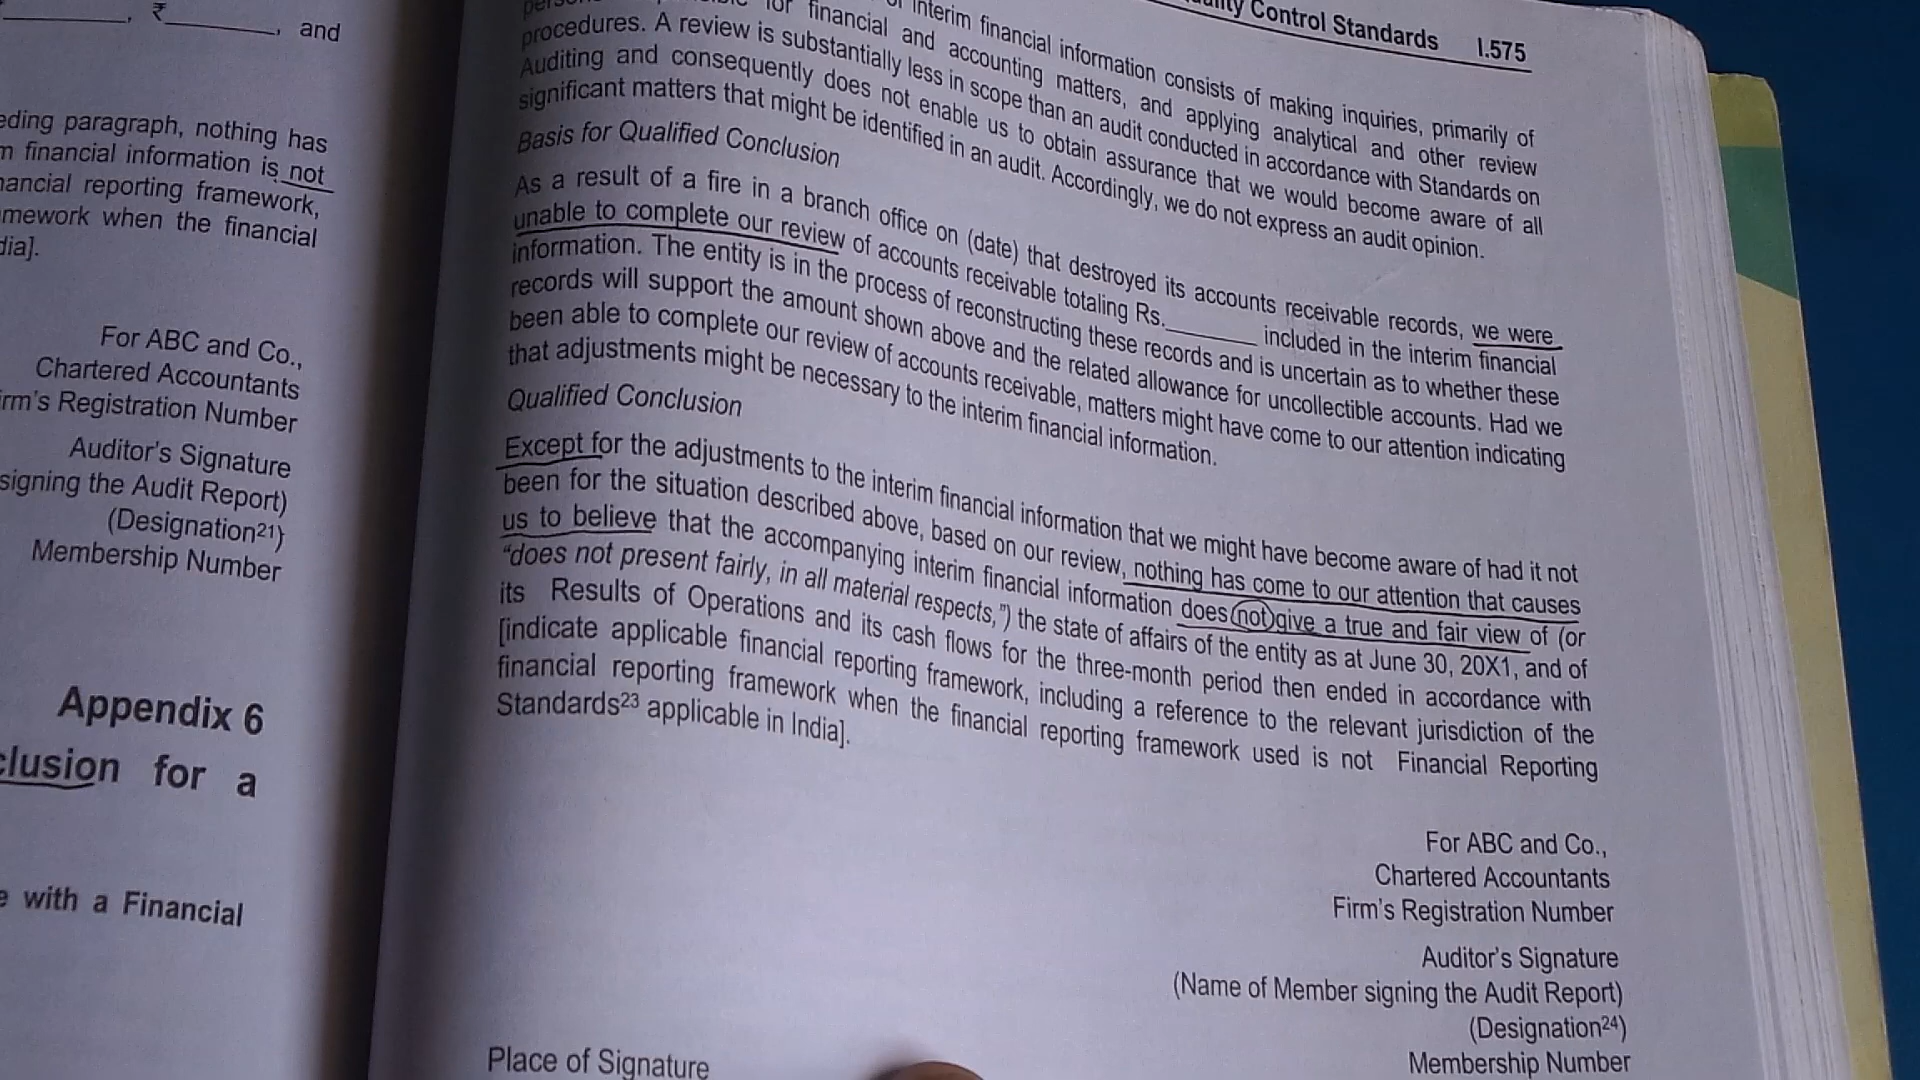 _______, ₹_______, and
eding paragraph, nothing has
m financial information is not
nancial reporting framework,
mework when the financial
dia].
For ABC and Co.,
Chartered Accountants
irm's Registration Number
Auditor's Signature
signing the Audit Report)
(Designation21)
Membership Number
Appendix 6
clusion for a
e with a Financial
Control Standards I.575
interim financial information consists of making inquiries, primarily of
for financial and accounting matters, and applying analytical and other review
procedures. A review is substantially less in scope than an audit conducted in accordance with Standards on
Auditing and consequently does not enable us to obtain assurance that we would become aware of all
significant matters that might be identified in an audit. Accordingly, we do not express an audit opinion.
Basis for Qualified Conclusion
As a result of a fire in a branch office on (date) that destroyed its accounts receivable records, we were
unable to complete our review of accounts receivable totaling Rs._______ included in the interim financial
information. The entity is in the process of reconstructing these records and is uncertain as to whether these
records will support the amount shown above and the related allowance for uncollectible accounts. Had we
been able to complete our review of accounts receivable, matters might have come to our attention indicating
that adjustments might be necessary to the interim financial information.
Qualified Conclusion
Except for the adjustments to the interim financial information that we might have become aware of had it not
been for the situation described above, based on our review, nothing has come to our attention that causes
us to believe that the accompanying interim financial information does not give a true and fair view of (or
“does not present fairly, in all material respects,”) the state of affairs of the entity as at June 30, 20X1, and of
its Results of Operations and its cash flows for the three-month period then ended in accordance with
[indicate applicable financial reporting framework, including a reference to the relevant jurisdiction of the
financial reporting framework when the financial reporting framework used is not Financial Reporting
Standards23 applicable in India].
For ABC and Co.,
Chartered Accountants
Firm's Registration Number
Auditor's Signature
(Name of Member signing the Audit Report)
(Designation24)
Membership Number
Place of Signature